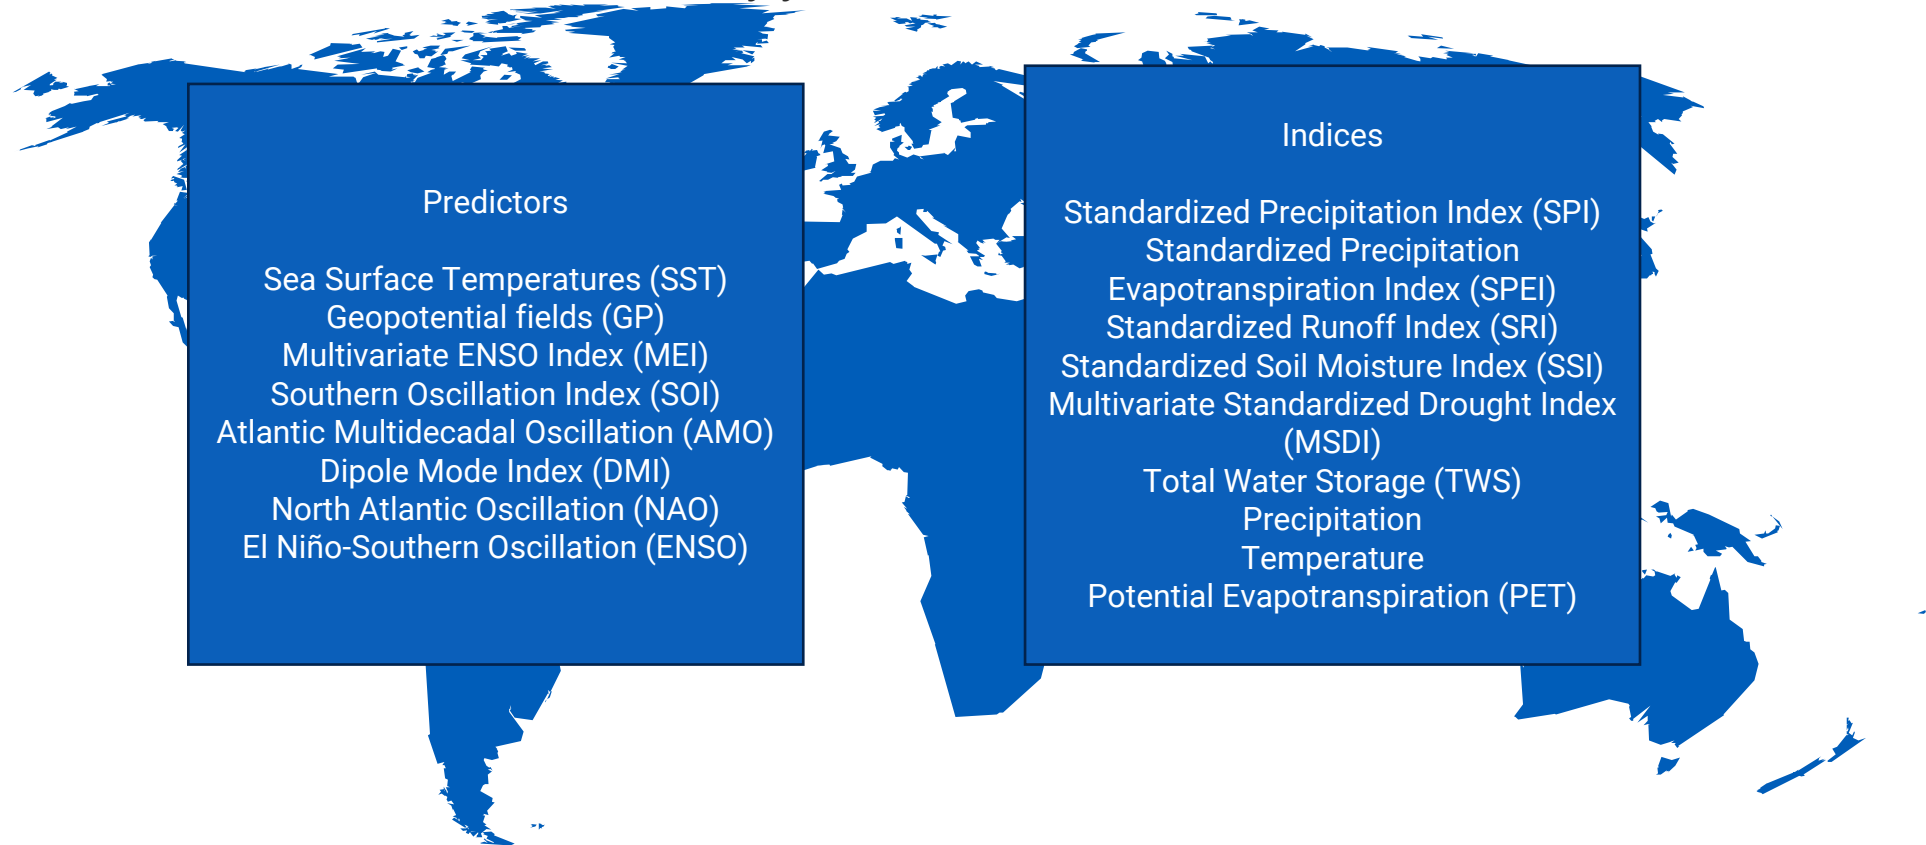 Predictors
Sea Surface Temperatures (SST)
Geopotential fields (GP)
Multivariate ENSO Index (MEI)
Southern Oscillation Index (SOI)
Atlantic Multidecadal Oscillation (AMO)
Dipole Mode Index (DMI)
North Atlantic Oscillation (NAO)
El Niño-Southern Oscillation (ENSO)
Indices
Standardized Precipitation Index (SPI)
Standardized Precipitation
Evapotranspiration Index (SPEI)
Standardized Runoff Index (SRI)
Standardized Soil Moisture Index (SSI)
Multivariate Standardized Drought Index
(MSDI)
Total Water Storage (TWS)
Precipitation
Temperature
Potential Evapotranspiration (PET)